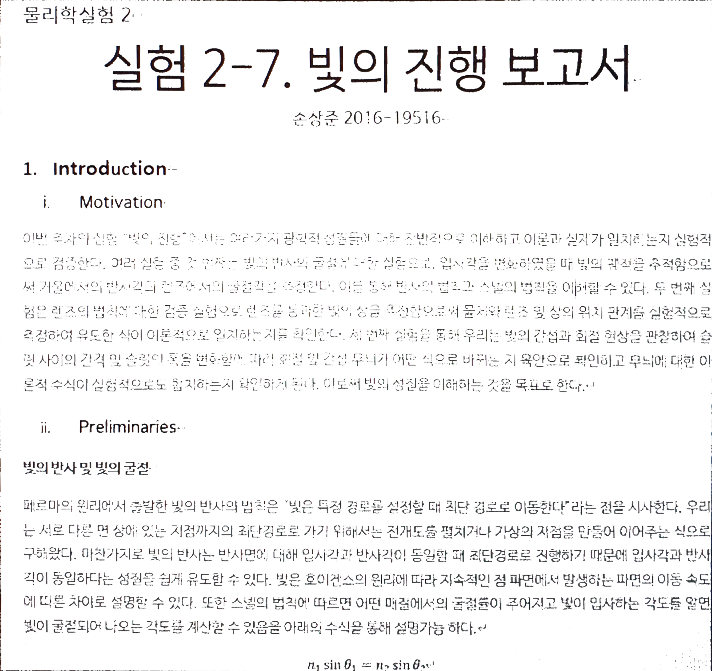 물리학실험 2
실험 2-7. 빛의 진행 보고서
손상준 2016-19516
1. Introduction
i. Motivation
이번 주차의 실험 "빛의 진행"에서는 여러가지 광학적 성질들에 대해 전반적으로 이해하고 이론과 실제가 일치하는지 실험적
으로 검증한다. 여러 실험 중 첫 번째는 빛의 반사와 굴절에 대한 실험으로, 입사각을 변화하였을 때 빛의 궤적을 추적함으로
써 거울에서의 반사각과 렌즈에서의 굴절각을 측정한다. 이를 통해 반사의 법칙과 스넬의 법칙을 이해할 수 있다. 두 번째 실
험은 렌즈의 법칙에 대한 검증 실험으로 렌즈를 통과한 빛의 상을 측정함으로써 물체와 렌즈 및 상의 위치 관계를 실험적으로
측정하여 유도한 식이 이론적으로 일치하는지를 확인한다. 세 번째 실험을 통해 우리는 빛의 간섭과 회절 현상을 관찰하여 슬
릿 사이의 간격 및 슬릿의 폭을 변화함에 따라 회절 및 간섭 무늬가 어떤 식으로 바뀌는 지 육안으로 확인하고 무늬에 대한 이
론적 수식이 실험적으로도 합치하는지 확인하게 된다. 이로써 빛의 성질을 이해하는 것을 목표로 한다.
ii. Preliminaries
빛의 반사 및 빛의 굴절
페르마의 원리에서 출발한 빛의 반사의 법칙은 "빛은 특정 경로를 설정할 때 최단 경로로 이동한다"라는 점을 시사한다. 우리
는 서로 다른 면 상에 있는 지점까지의 최단경로로 가기 위해서는 전개도를 펼치거나 가상의 지점을 만들어 이어주는 식으로
구해왔다. 마찬가지로 빛의 반사는 반사면에 대해 입사각과 반사각이 동일할 때 최단경로로 진행하기 때문에 입사각과 반사
각이 동일하다는 성질을 쉽게 유도할 수 있다. 빛은 호이겐스의 원리에 따라 지속적인 점 파면에서 발생하는 파면의 이동 속도
에 따른 차이로 설명할 수 있다. 또한 스넬의 법칙에 따르면 어떤 매질에서의 굴절률이 주어지고 빛이 입사하는 각도를 알면
빛이 굴절되어 나오는 각도를 계산할 수 있음을 아래의 수식을 통해 설명가능 하다.
n₁ sin θ₁ = n₂ sin θ₂